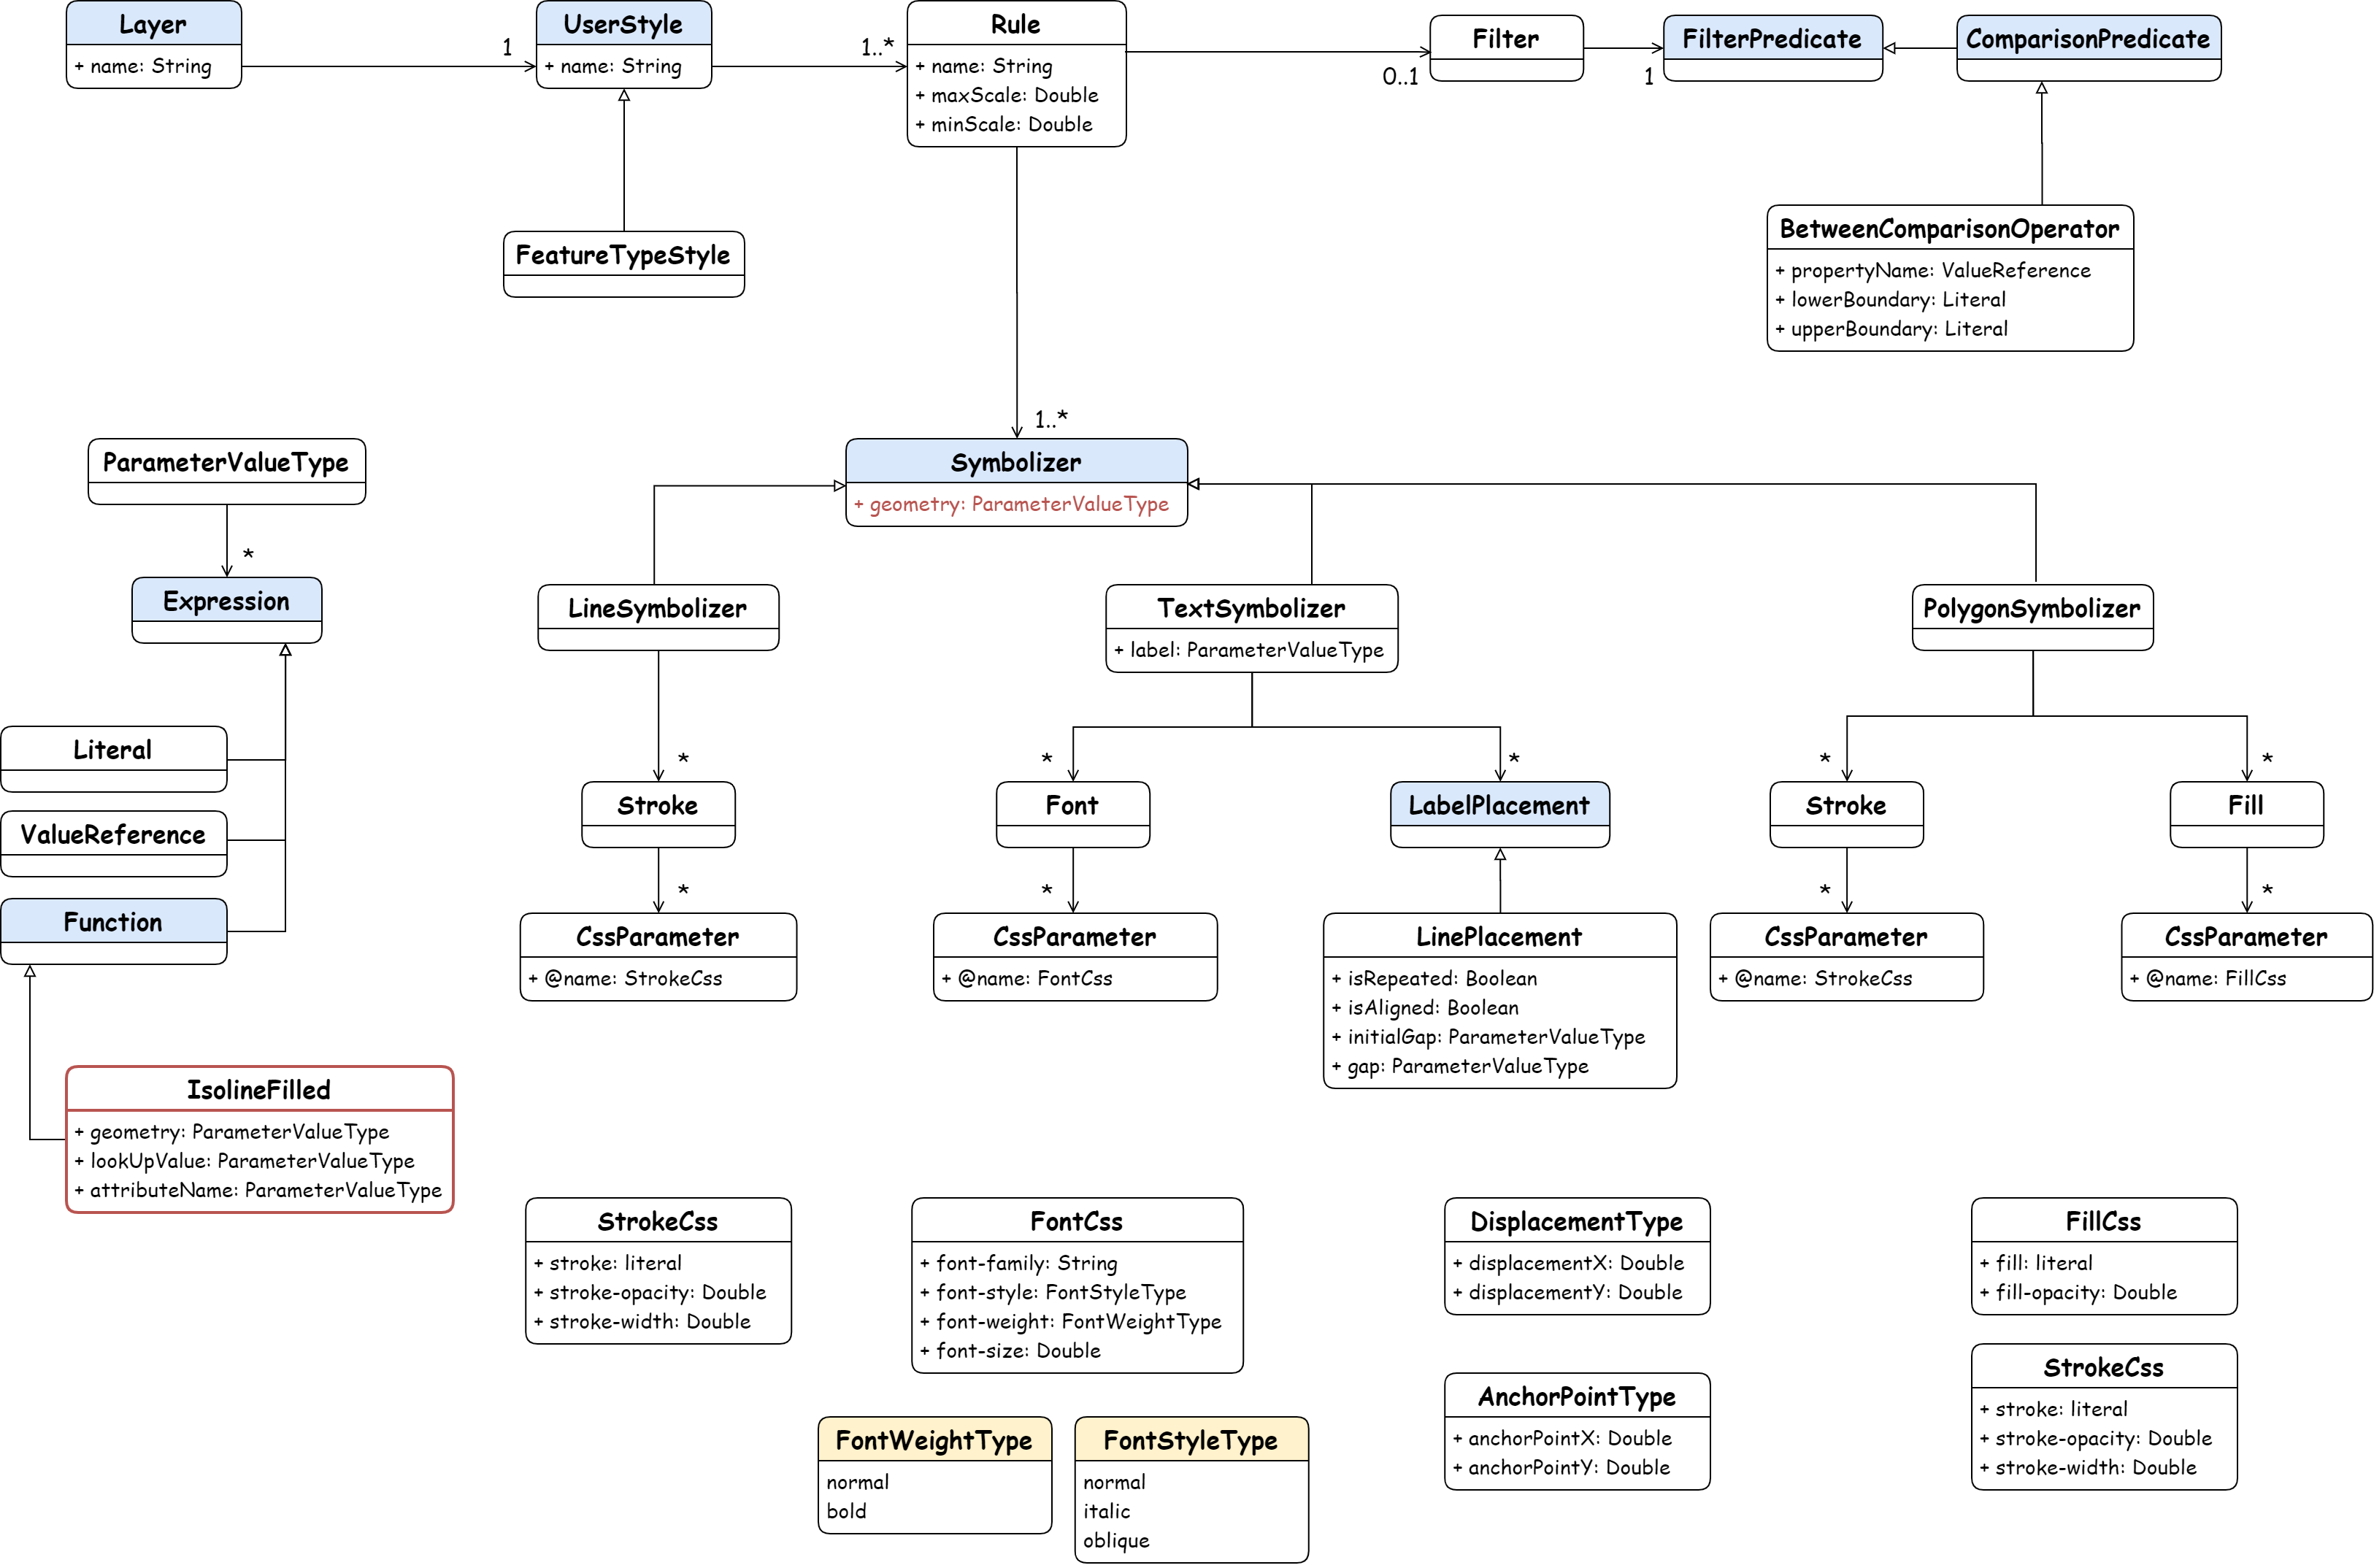 Layer
+ name: String
1
UserStyle
+ name: String
1..*
Rule
+ name: String
+ maxScale: Double
+ minScale: Double
0..1
Filter
1
FilterPredicate
ComparisonPredicate
FeatureTypeStyle
BetweenComparisonOperator
+ propertyName: ValueReference
+ lowerBoundary: Literal
+ upperBoundary: Literal
1..*
ParameterValueType
*
Expression
Literal
ValueReference
Function
IsolineFilled
+ geometry: ParameterValueType
+ lookUpValue: ParameterValueType
+ attributeName: ParameterValueType
Symbolizer
+ geometry: ParameterValueType
LineSymbolizer
*
Stroke
*
CssParameter
+ @name: StrokeCss
TextSymbolizer
+ label: ParameterValueType
*
Font
*
CssParameter
+ @name: FontCss
*
LabelPlacement
LinePlacement
+ isRepeated: Boolean
+ isAligned: Boolean
+ initialGap: ParameterValueType
+ gap: ParameterValueType
PolygonSymbolizer
*
Stroke
*
CssParameter
+ @name: StrokeCss
*
Fill
*
CssParameter
+ @name: FillCss
StrokeCss
+ stroke: literal
+ stroke-opacity: Double
+ stroke-width: Double
FontCss
+ font-family: String
+ font-style: FontStyleType
+ font-weight: FontWeightType
+ font-size: Double
FontWeightType
normal
bold
FontStyleType
normal
italic
oblique
DisplacementType
+ displacementX: Double
+ displacementY: Double
AnchorPointType
+ anchorPointX: Double
+ anchorPointY: Double
FillCss
+ fill: literal
+ fill-opacity: Double
StrokeCss
+ stroke: literal
+ stroke-opacity: Double
+ stroke-width: Double